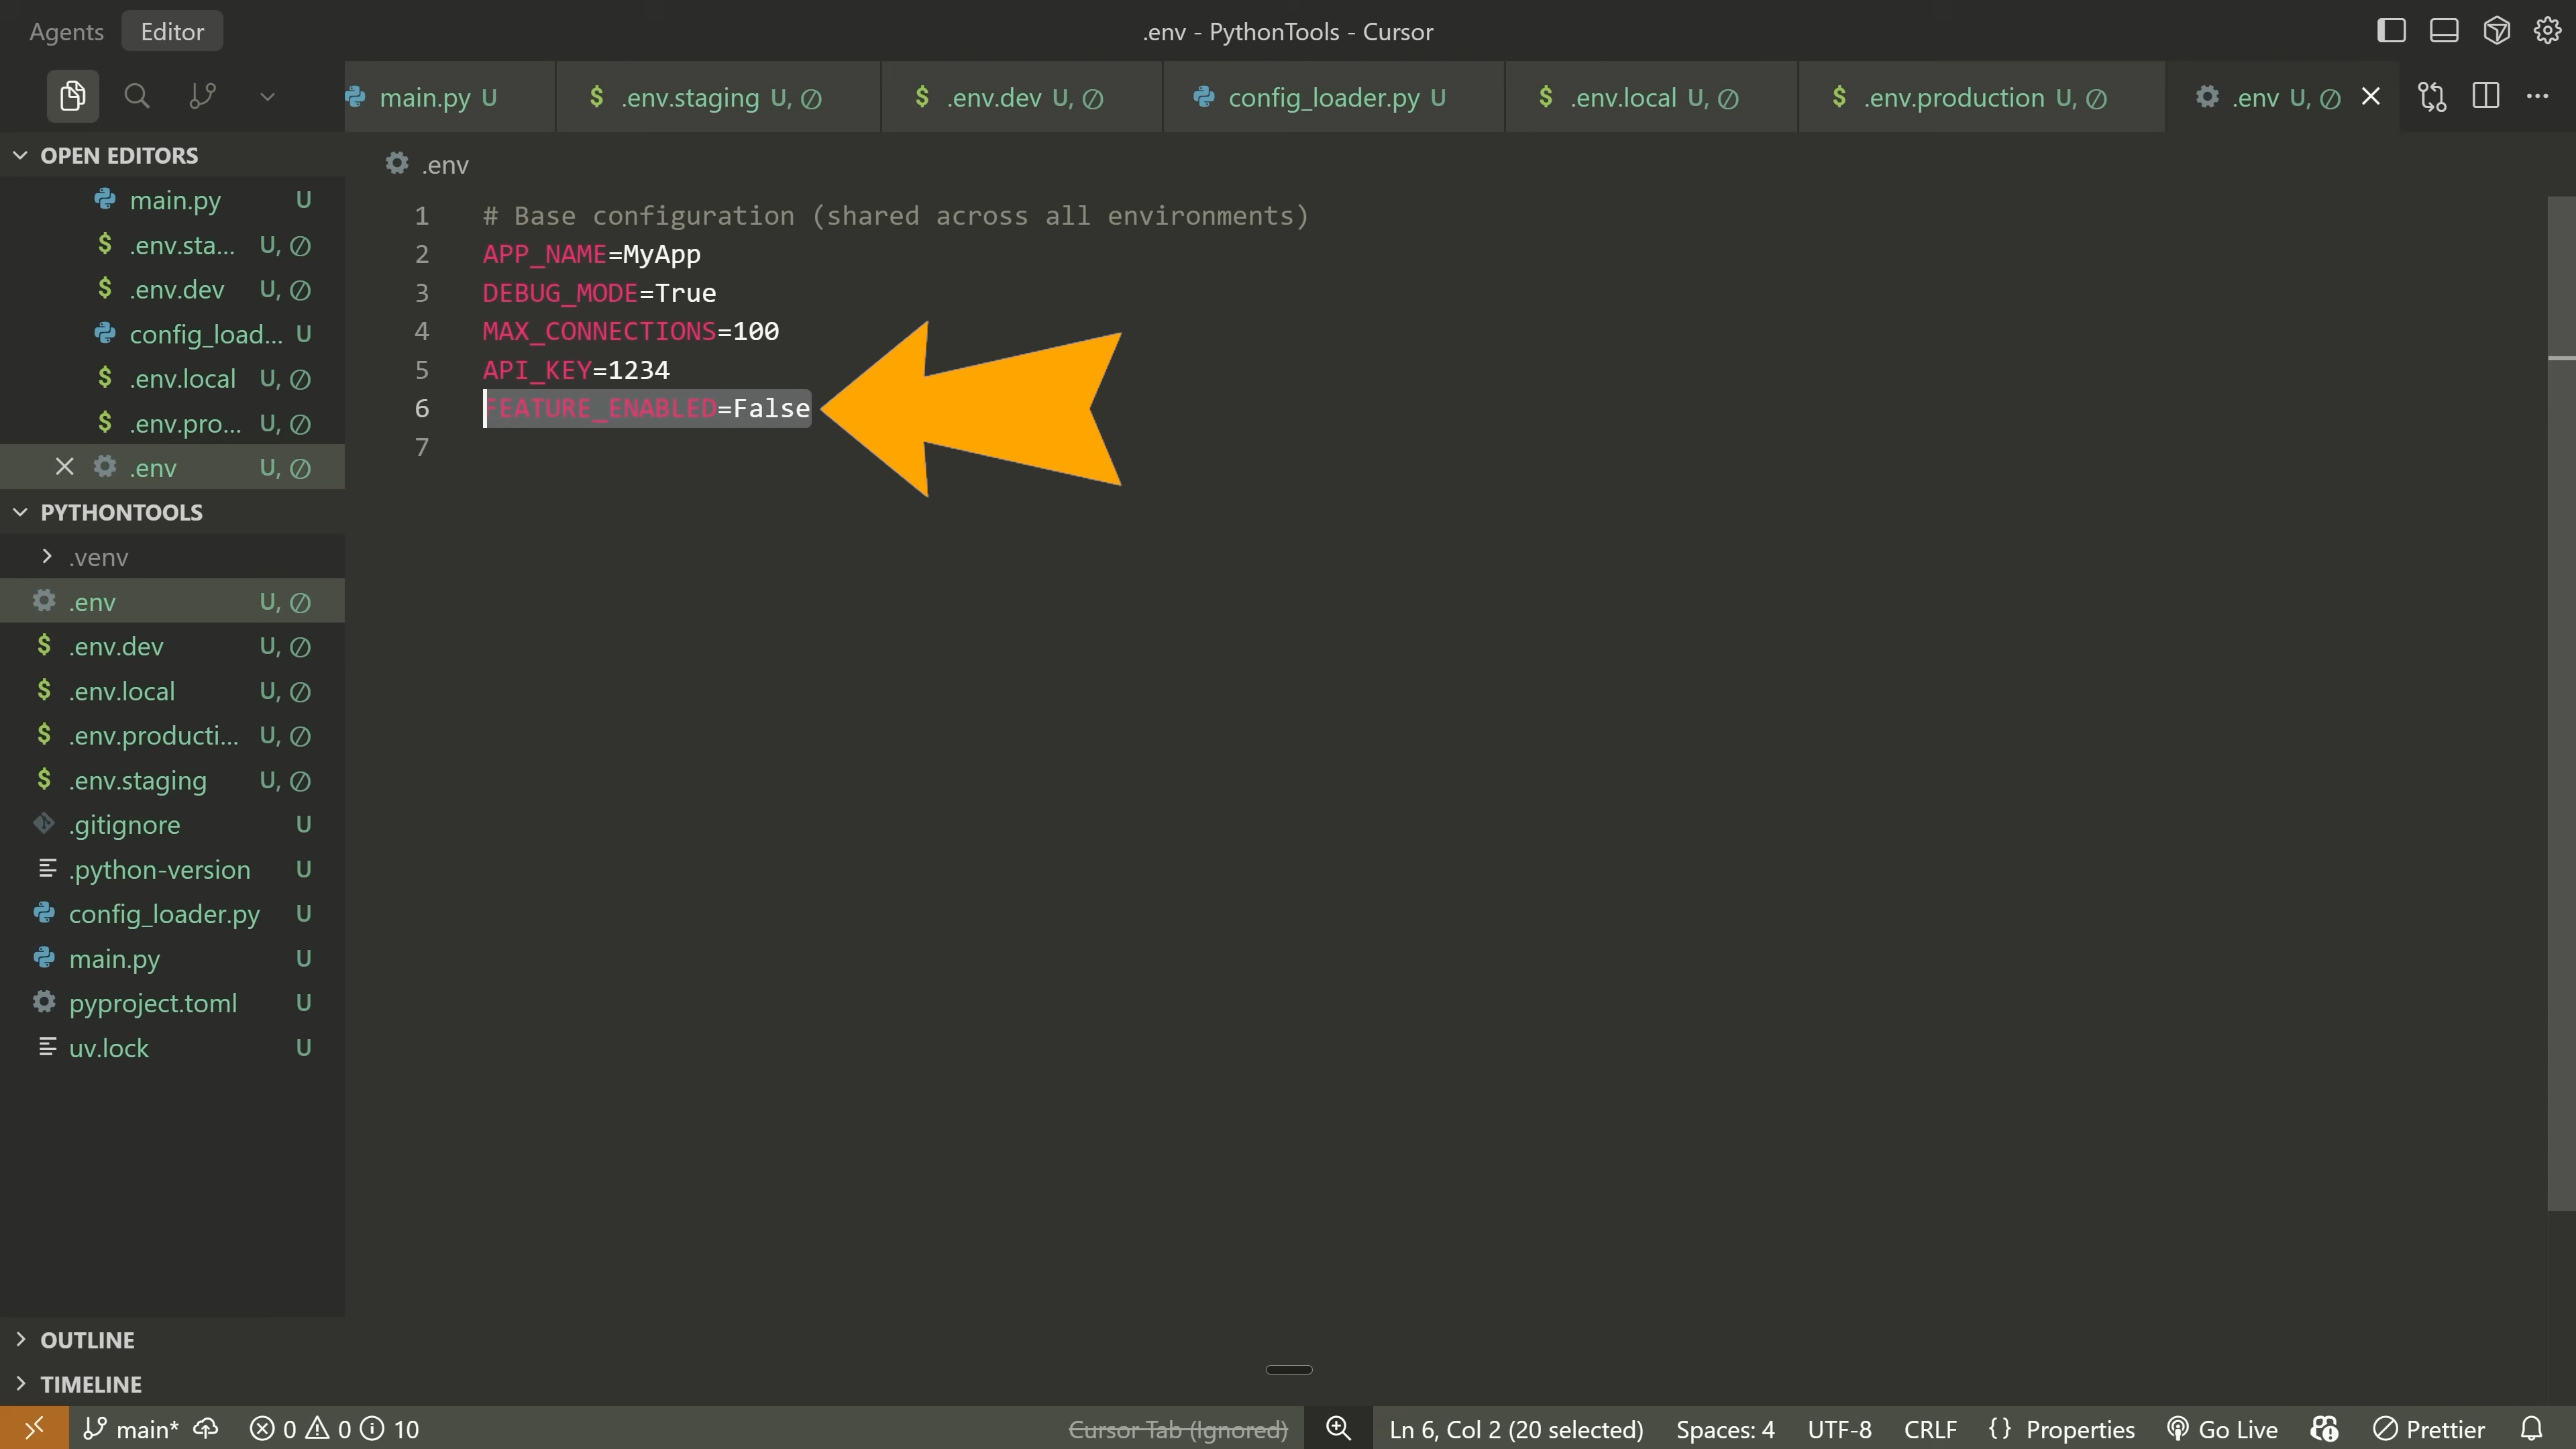 Agents Editor .env - PythonTools - Cursor
main.py U .env.staging U, .env.dev U, config_loader.py U .env.local U, .env.production U, .env U,
OPEN EDITORS
main.py U
.env.sta... U,
.env.dev U,
config_load... U
.env.local U,
.env.pro... U,
.env U,
PYTHONTOOLS
.venv
.env U,
.env.dev U,
.env.local U,
.env.producti... U,
.env.staging U,
.gitignore U
.python-version U
config_loader.py U
main.py U
pyproject.toml U
uv.lock U
OUTLINE
TIMELINE
.env
1 # Base configuration (shared across all environments)
2 APP_NAME=MyApp
3 DEBUG_MODE=True
4 MAX_CONNECTIONS=100
5 API_KEY=1234
6 FEATURE_ENABLED=False
7
main* 0 0 10 Cursor Tab (Ignored) Ln 6, Col 2 (20 selected) Spaces: 4 UTF-8 CRLF {} Properties Go Live Prettier